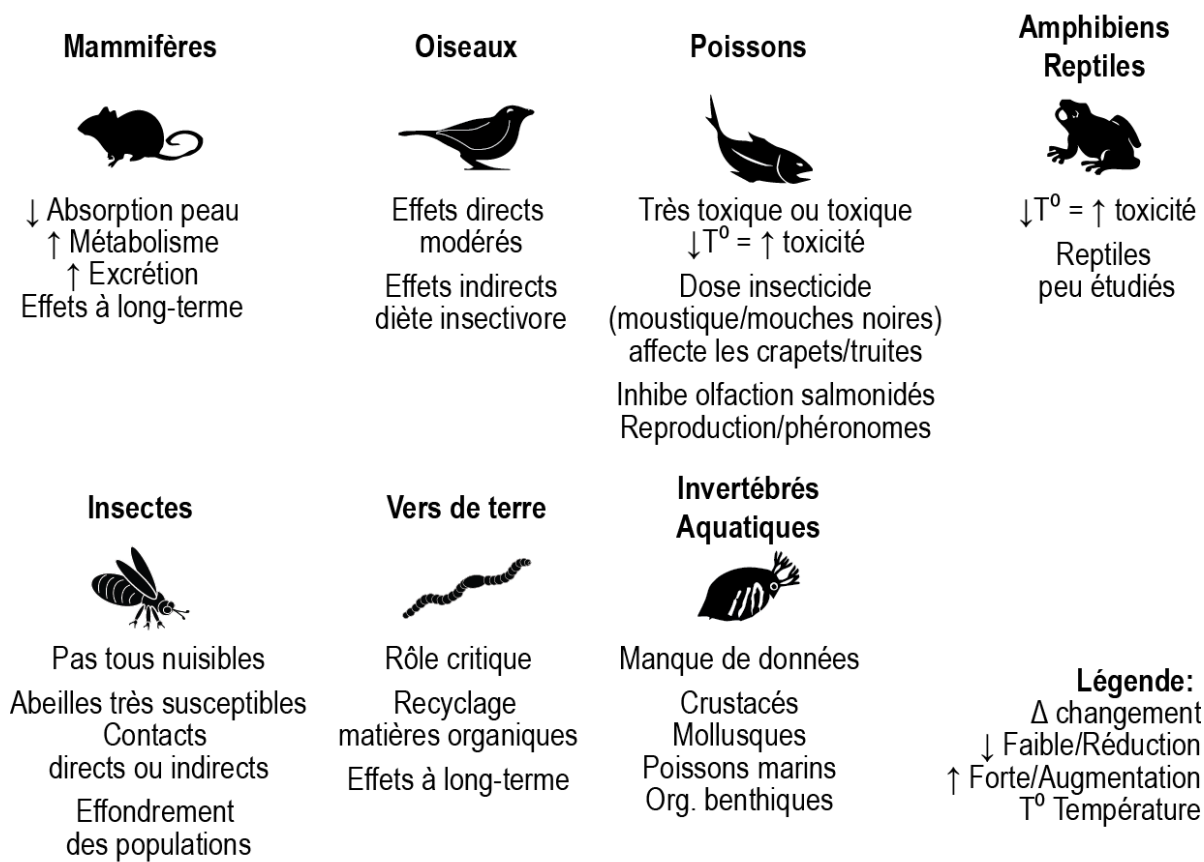 Mammifères
↓ Absorption peau
↑ Métabolisme
↑ Excrétion
Effets à long-terme
Oiseaux
Effets directs
modérés
Effets indirects
diète insectivore
Poissons
Très toxique ou toxique
↓T⁰ = ↑ toxicité
Dose insecticide
(moustique/mouches noires)
affecte les crapets/truites
Inhibe olfaction salmonidés
Reproduction/phéronomes
Amphibiens
Reptiles
↓T⁰ = ↑ toxicité
Reptiles
peu étudiés
Insectes
Pas tous nuisibles
Abeilles très susceptibles
Contacts
directs ou indirects
Effondrement
des populations
Vers de terre
Rôle critique
Recyclage
matières organiques
Effets à long-terme
Invertébrés
Aquatiques
Manque de données
Crustacés
Mollusques
Poissons marins
Org. benthiques
Légende:
Δ changement
↓ Faible/Réduction
↑ Forte/Augmentation
T⁰ Température